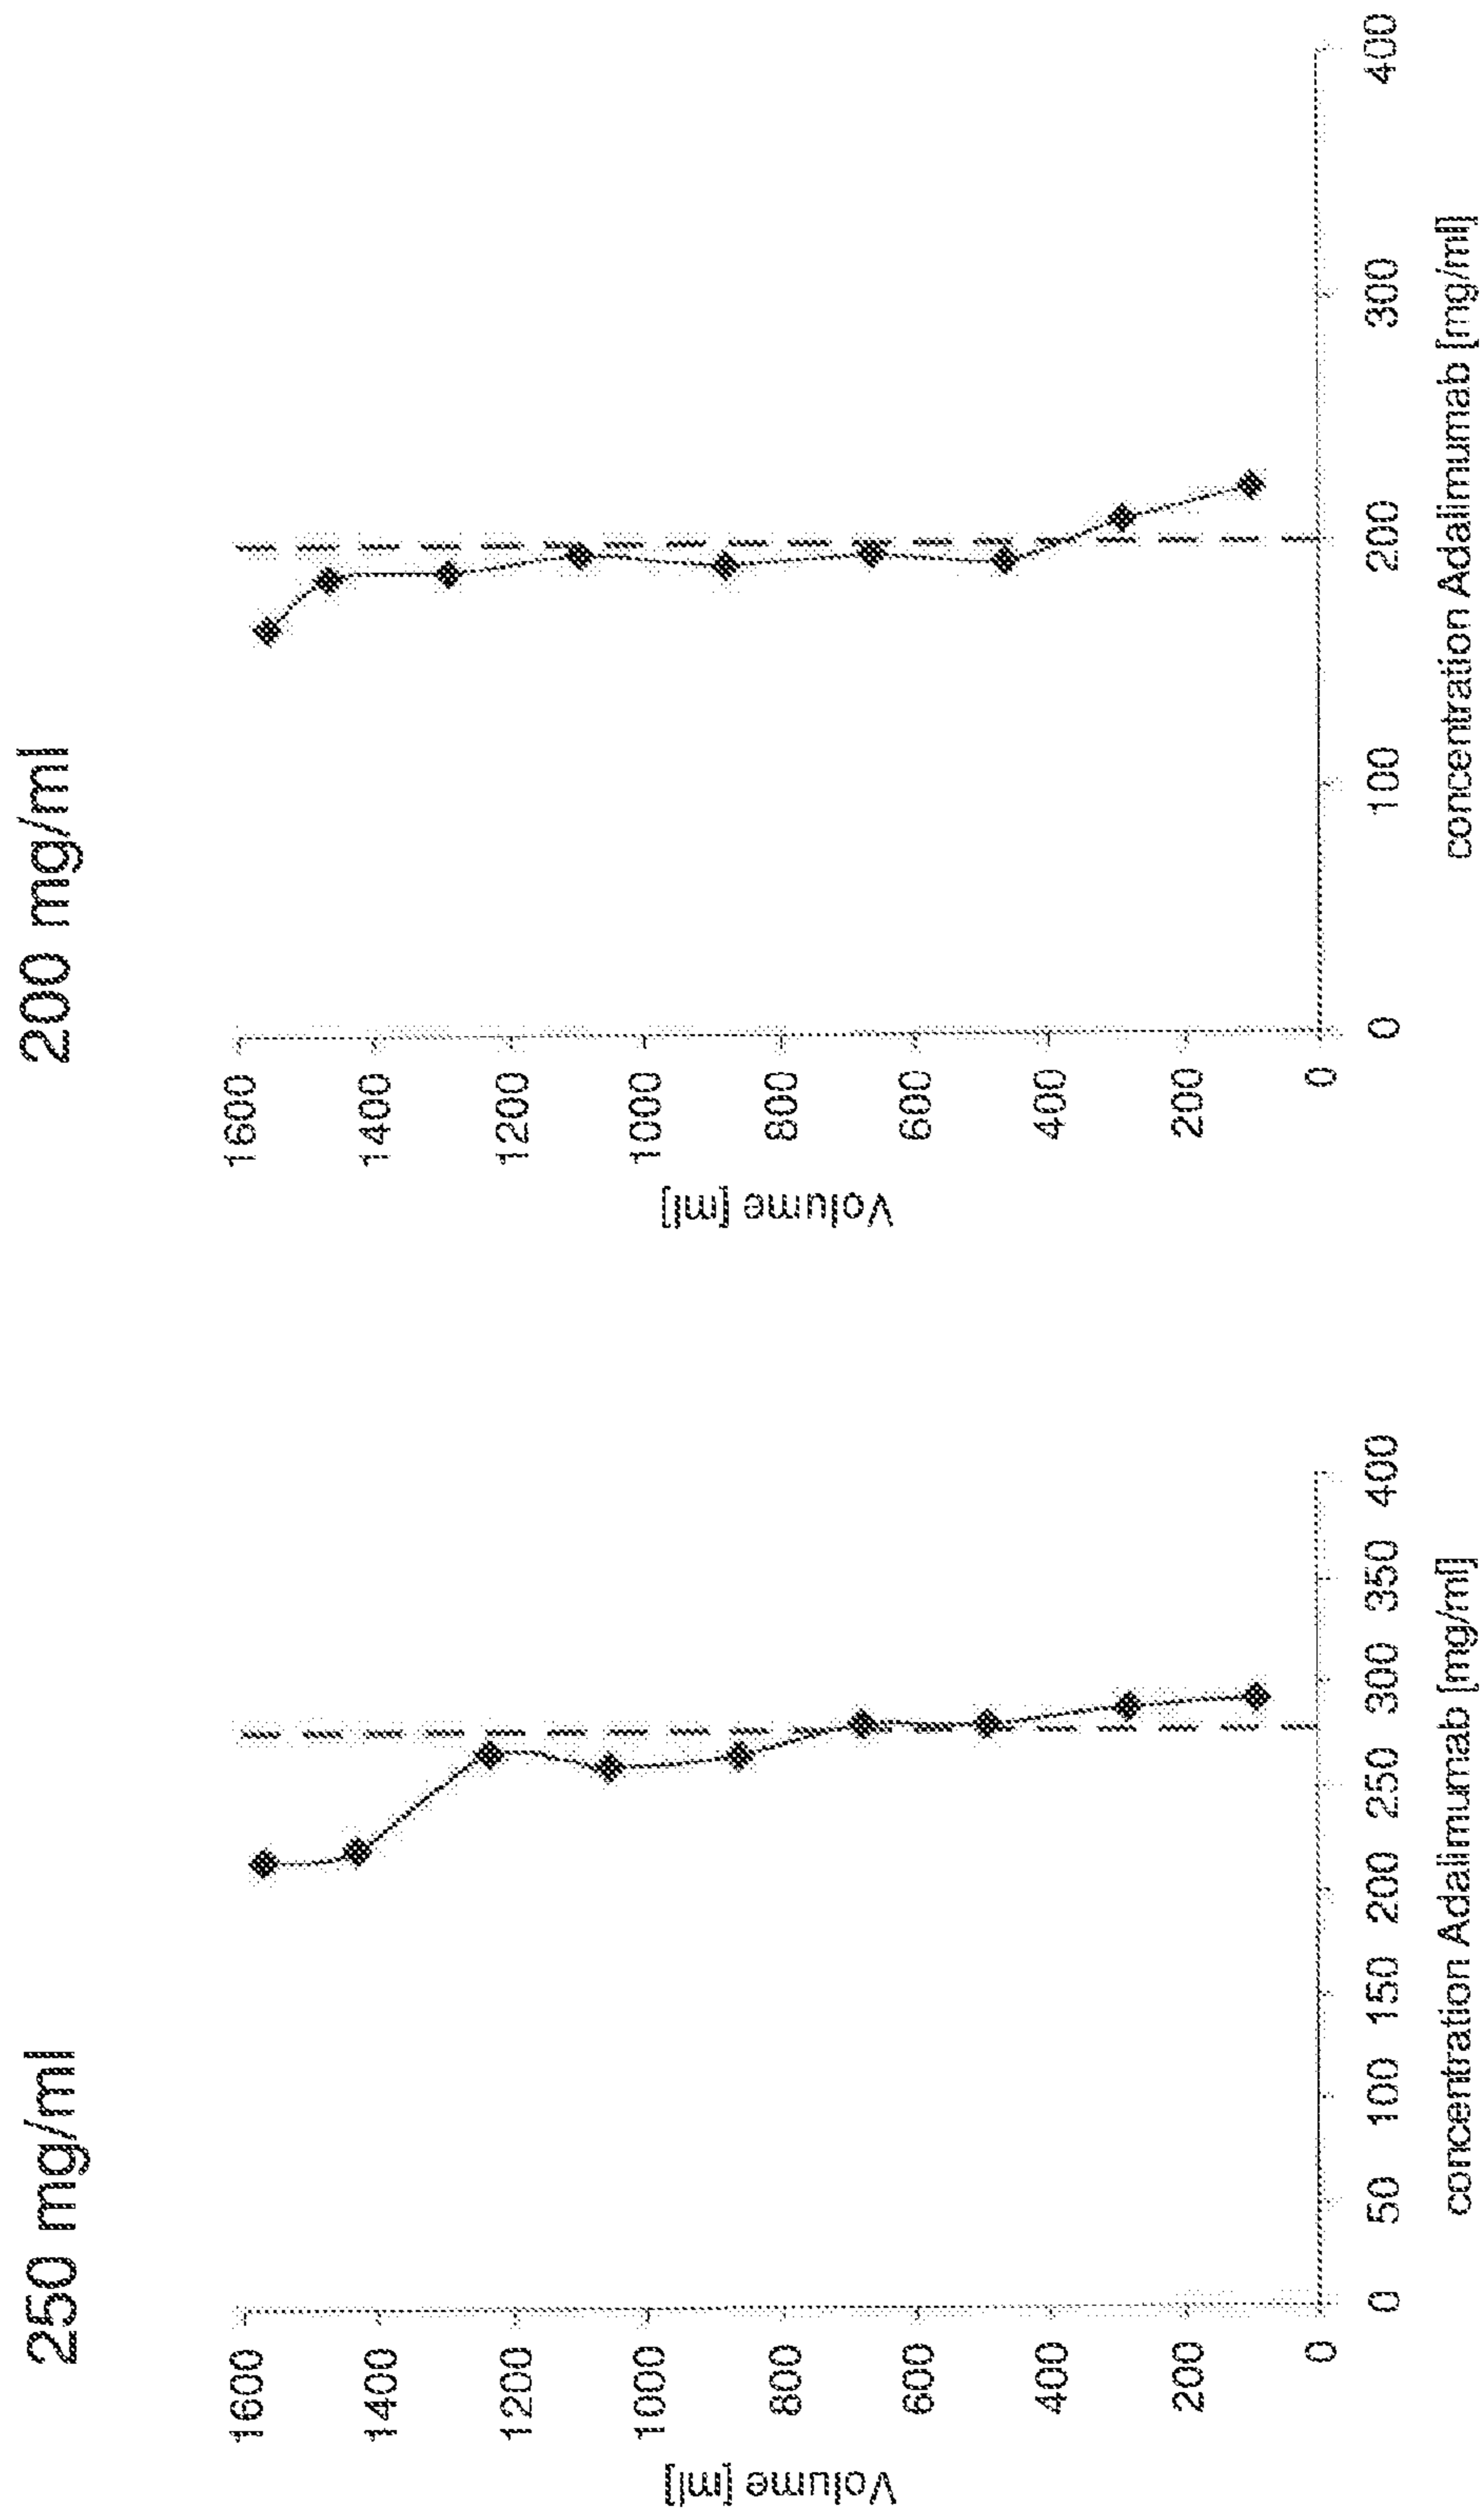 250 mg/ml
Volume [ml]
1600
1400
1200
1000
800
600
400
200
0
0 50 100 150 200 250 300 350 400
concentration Adalimumab [mg/ml]
200 mg/ml
Volume [ml]
1600
1400
1200
1000
800
600
400
200
0
0 100 200 300 400
concentration Adalimumab [mg/ml]